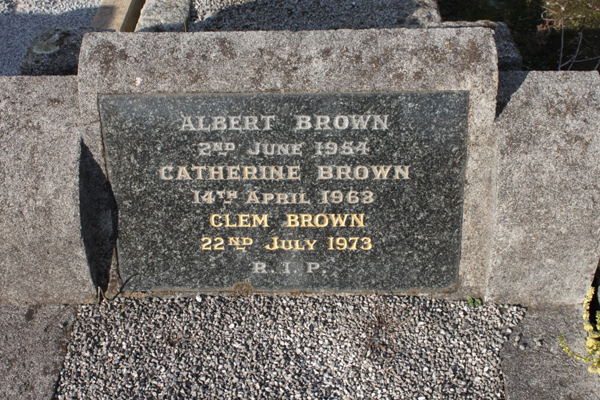 ALBERT BROWN
2ND JUNE 1954
CATHERINE BROWN
14TH APRIL 1963
CLEM BROWN
22ND JULY 1973
R.I.P.